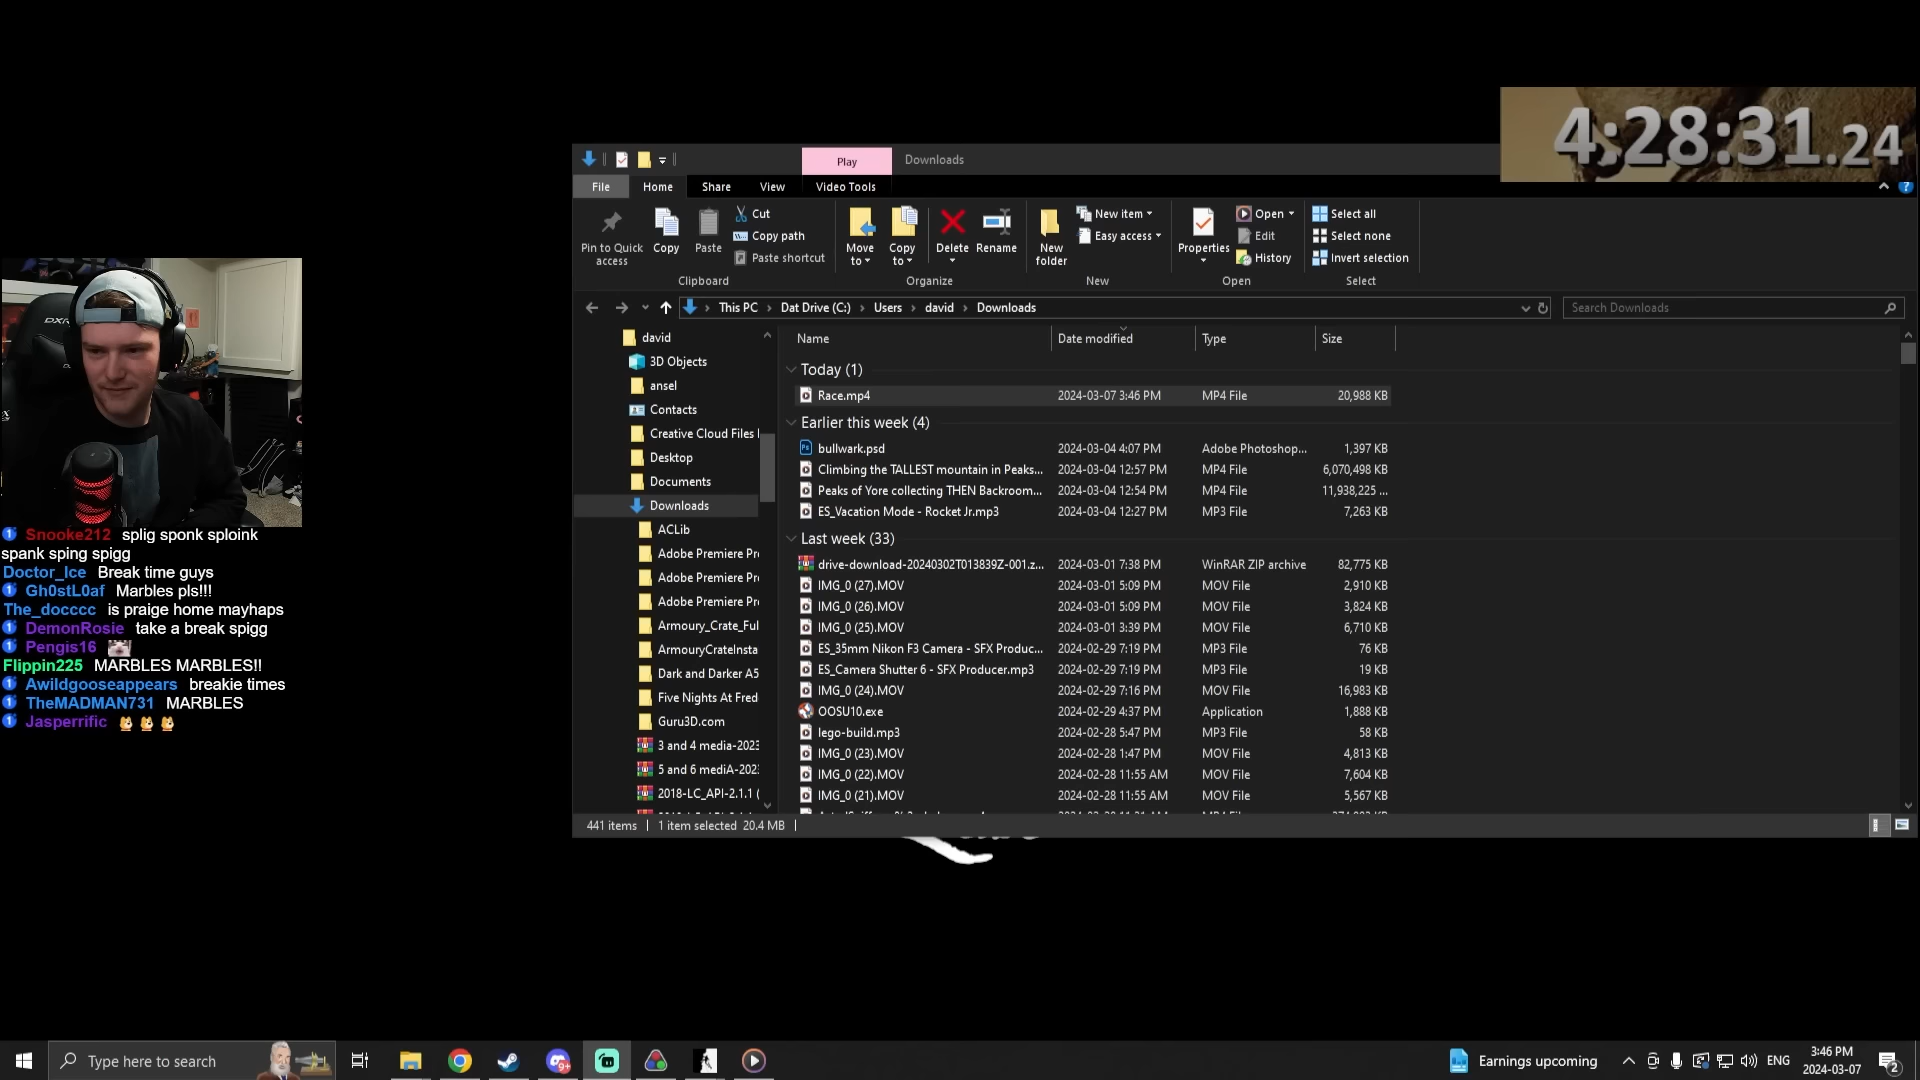 4:28:31.24
Play
Downloads
File
Home
Share
View
Video Tools
Pin to Quick access
Copy
Paste
Cut
Copy path
Paste shortcut
Clipboard
Move to
Copy to
Delete
Rename
Organize
New folder
New item
Easy access
New
Properties
Open
Edit
History
Open
Select all
Select none
Invert selection
Select
This PC > Dat Drive (C:) > Users > david > Downloads
Search Downloads
david
3D Objects
ansel
Contacts
Creative Cloud Files
Desktop
Documents
Downloads
ACLib
Adobe Premiere Pr
Adobe Premiere Pr
Adobe Premiere Pr
Armoury_Crate_Ful
ArmouryCrateInsta
Dark and Darker A5
Five Nights At Fred
Guru3D.com
3 and 4 media-2023
5 and 6 mediA-202
2018-LC_API-2.1.1 (
Name Date modified Type Size
Today (1)
Race.mp4 2024-03-07 3:46 PM MP4 File 20,988 KB
Earlier this week (4)
bullwark.psd 2024-03-04 4:07 PM Adobe Photoshop... 1,397 KB
Climbing the TALLEST mountain in Peaks... 2024-03-04 12:57 PM MP4 File 6,070,498 KB
Peaks of Yore collecting THEN Backroom... 2024-03-04 12:54 PM MP4 File 11,938,225 ...
ES_Vacation Mode - Rocket Jr.mp3 2024-03-04 12:27 PM MP3 File 7,263 KB
Last week (33)
drive-download-20240302T013839Z-001.z... 2024-03-01 7:38 PM WinRAR ZIP archive 82,775 KB
IMG_0 (27).MOV 2024-03-01 5:09 PM MOV File 2,910 KB
IMG_0 (26).MOV 2024-03-01 5:09 PM MOV File 3,824 KB
IMG_0 (25).MOV 2024-03-01 3:39 PM MOV File 6,710 KB
ES_35mm Nikon F3 Camera - SFX Produc... 2024-02-29 7:19 PM MP3 File 76 KB
ES_Camera Shutter 6 - SFX Producer.mp3 2024-02-29 7:19 PM MP3 File 19 KB
IMG_0 (24).MOV 2024-02-29 7:16 PM MOV File 16,983 KB
OOSU10.exe 2024-02-29 4:37 PM Application 1,888 KB
lego-build.mp3 2024-02-28 5:47 PM MP3 File 58 KB
IMG_0 (23).MOV 2024-02-28 1:47 PM MOV File 4,813 KB
IMG_0 (22).MOV 2024-02-28 11:55 AM MOV File 7,604 KB
IMG_0 (21).MOV 2024-02-28 11:55 AM MOV File 5,567 KB
441 items 1 item selected 20.4 MB
Snooke212 splig sponk sploink
spank sping spigg
Doctor_Ice Break time guys
Gh0stL0af Marbles pls!!!
The_docccc is praige home mayhaps
DemonRosie take a break spigg
Pengis16
Flippin225 MARBLES MARBLES!!
Awildgooseappears breakie times
TheMADMAN731 MARBLES
Jasperrific
Type here to search
9+
Earnings upcoming
ENG
3:46 PM
2024-03-07
2